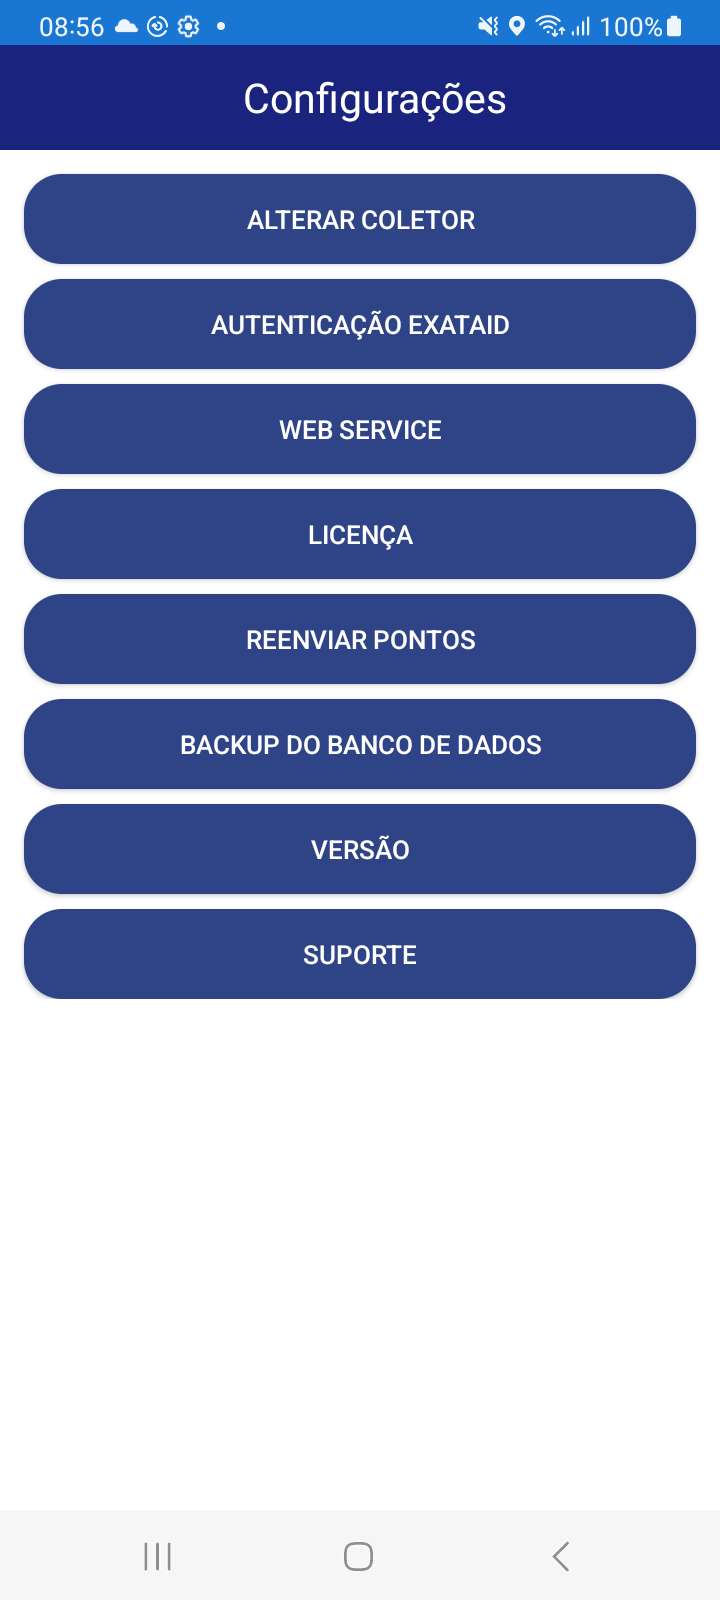 08:56 100%
Configurações
ALTERAR COLETOR
AUTENTICAÇÃO EXATAID
WEB SERVICE
LICENÇA
REENVIAR PONTOS
BACKUP DO BANCO DE DADOS
VERSÃO
SUPORTE